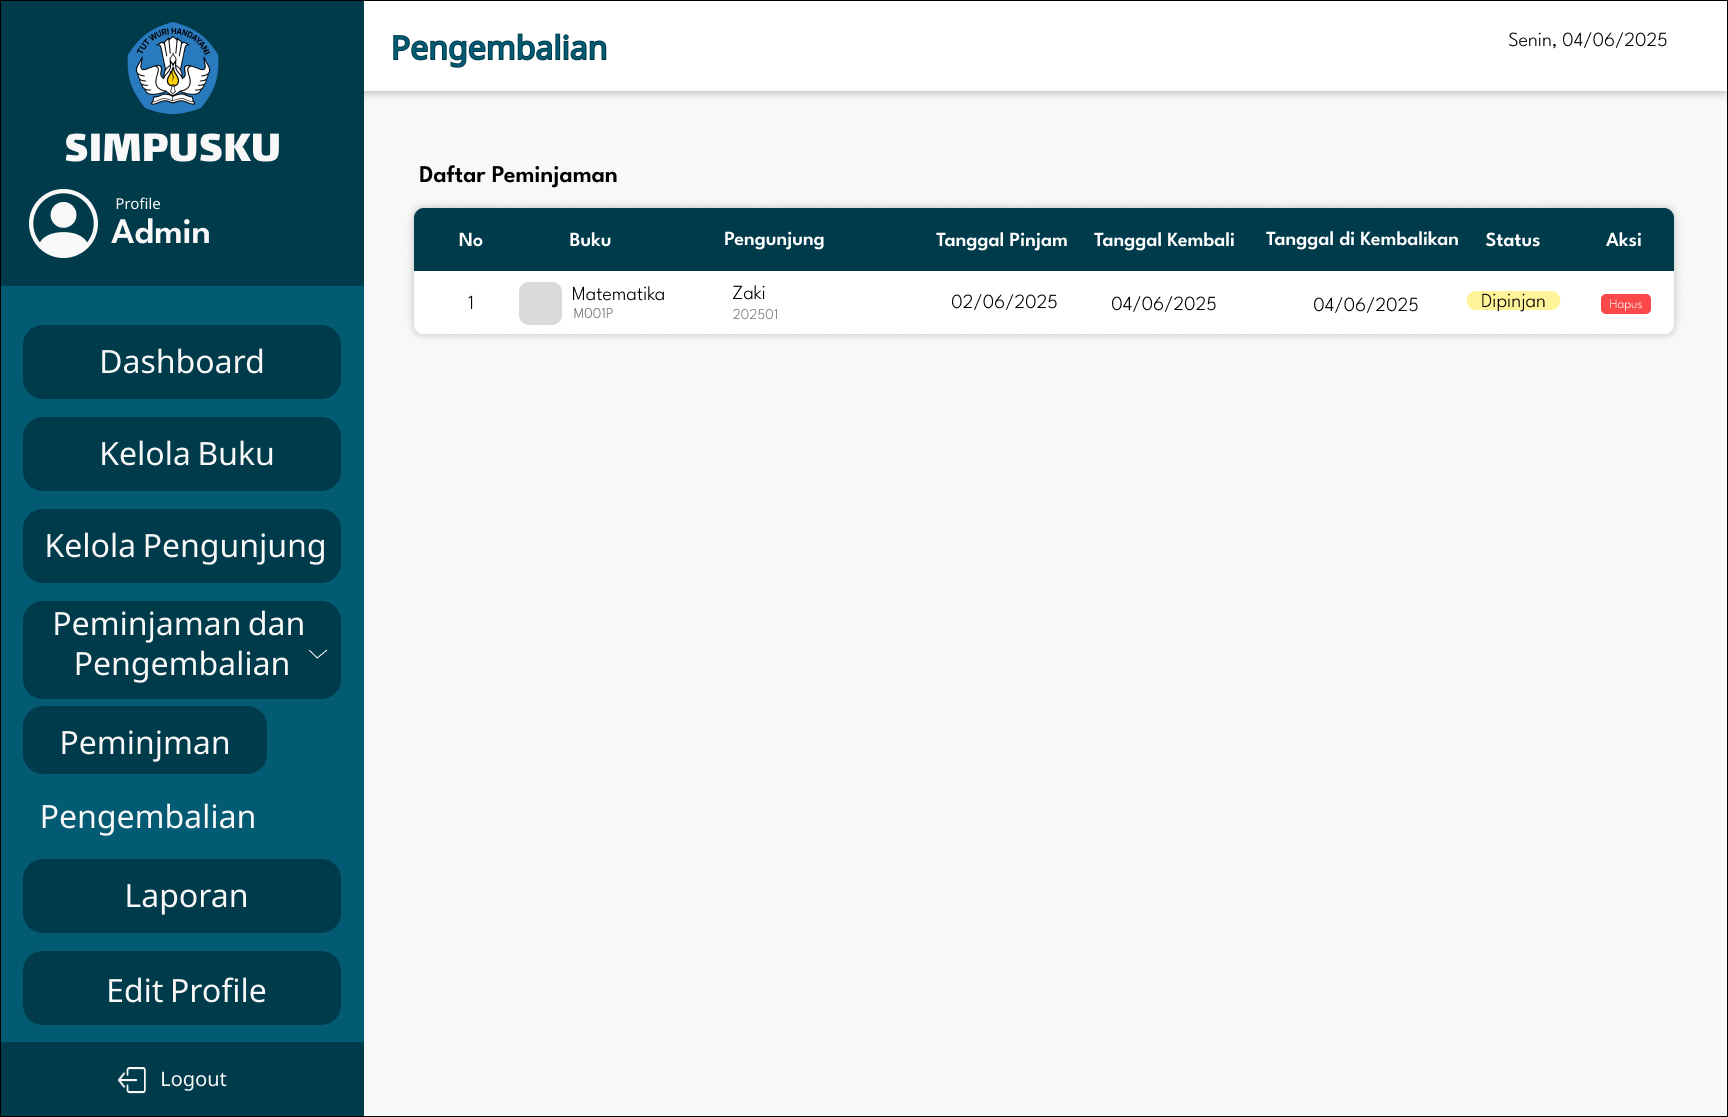 TUT WURI HANDAYANI
SIMPUSKU
Profile
Admin
Dashboard
Kelola Buku
Kelola Pengunjung
Peminjaman dan
Pengembalian
Peminjman
Pengembalian
Laporan
Edit Profile
Logout
Pengembalian
Senin, 04/06/2025
Daftar Peminjaman
No Buku Pengunjung Tanggal Pinjam Tanggal Kembali Tanggal di Kembalikan Status Aksi
1 Matematika Zaki 02/06/2025 04/06/2025 04/06/2025 Dipinjan Hapus
M001P 202501